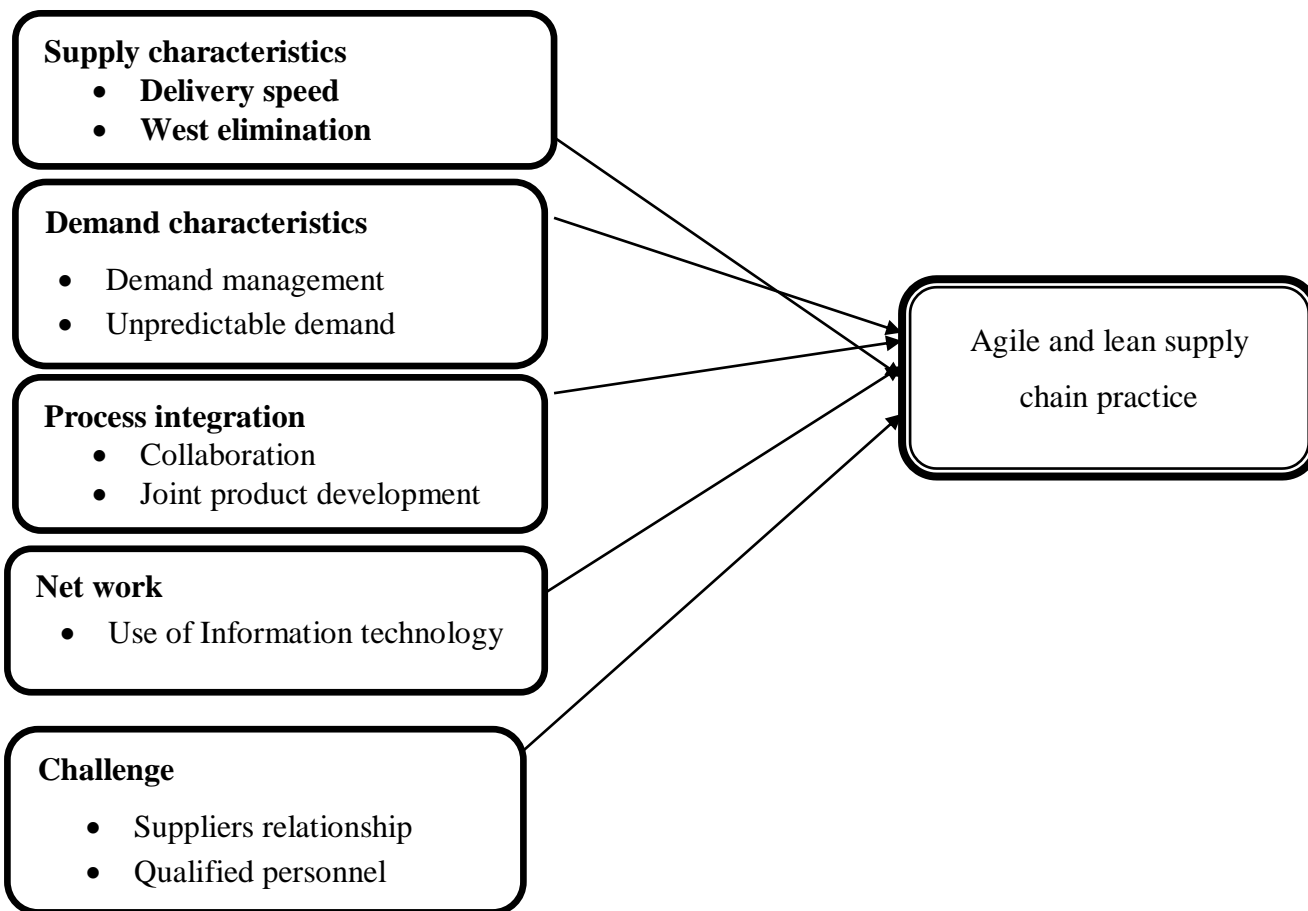 Supply characteristics
• Delivery speed
• West elimination
Demand characteristics
• Demand management
• Unpredictable demand
Process integration
• Collaboration
• Joint product development
Net work
• Use of Information technology
Challenge
• Suppliers relationship
• Qualified personnel
Agile and lean supply
chain practice